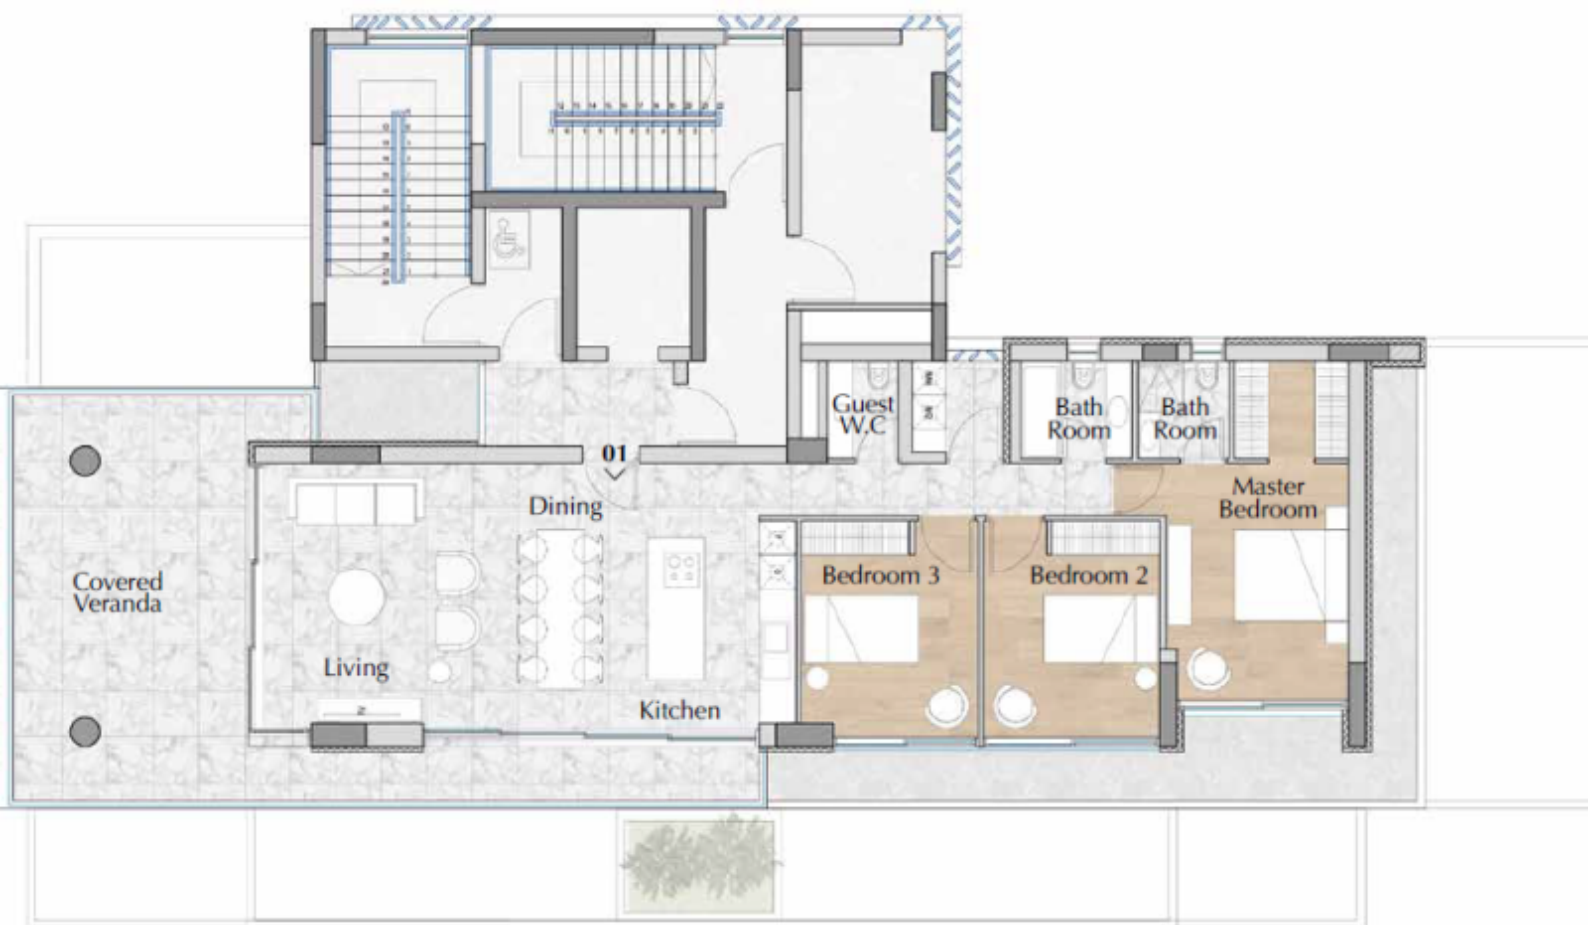 Guest
W.C
Bath
Room
Bath
Room
01
Dining
Master
Bedroom
Covered
Veranda
Bedroom 3
Bedroom 2
Living
Kitchen